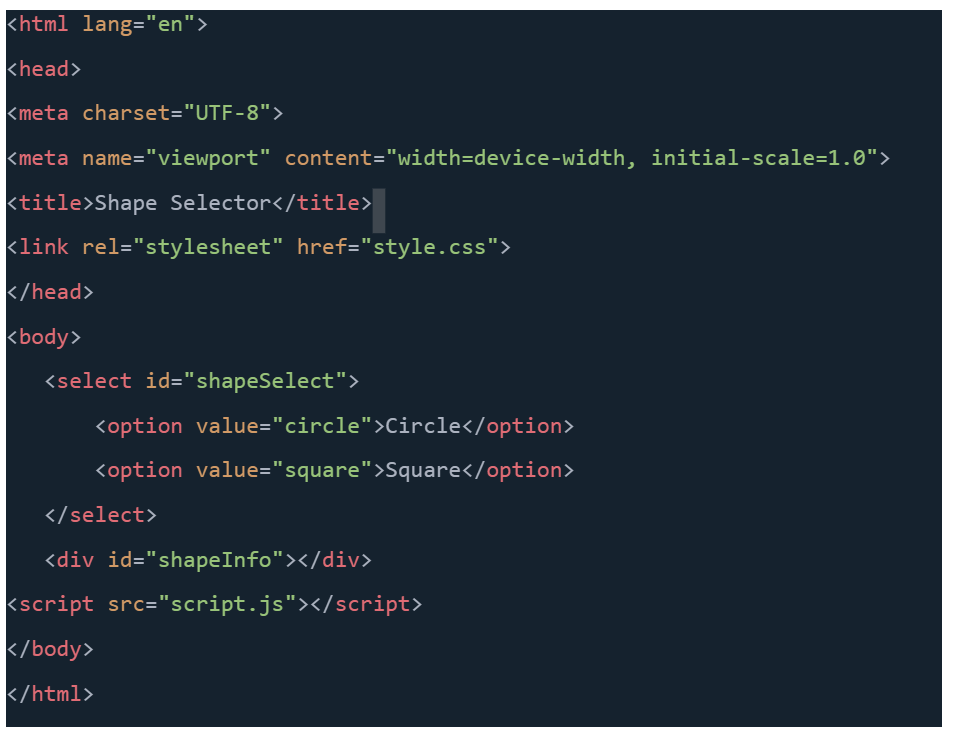 <html lang="en">
<head>
<meta charset="UTF-8">
<meta name="viewport" content="width=device-width, initial-scale=1.0">
<title>Shape Selector</title>
<link rel="stylesheet" href="style.css">
</head>
<body>
   <select id="shapeSelect">
       <option value="circle">Circle</option>
       <option value="square">Square</option>
   </select>
   <div id="shapeInfo"></div>
<script src="script.js"></script>
</body>
</html>